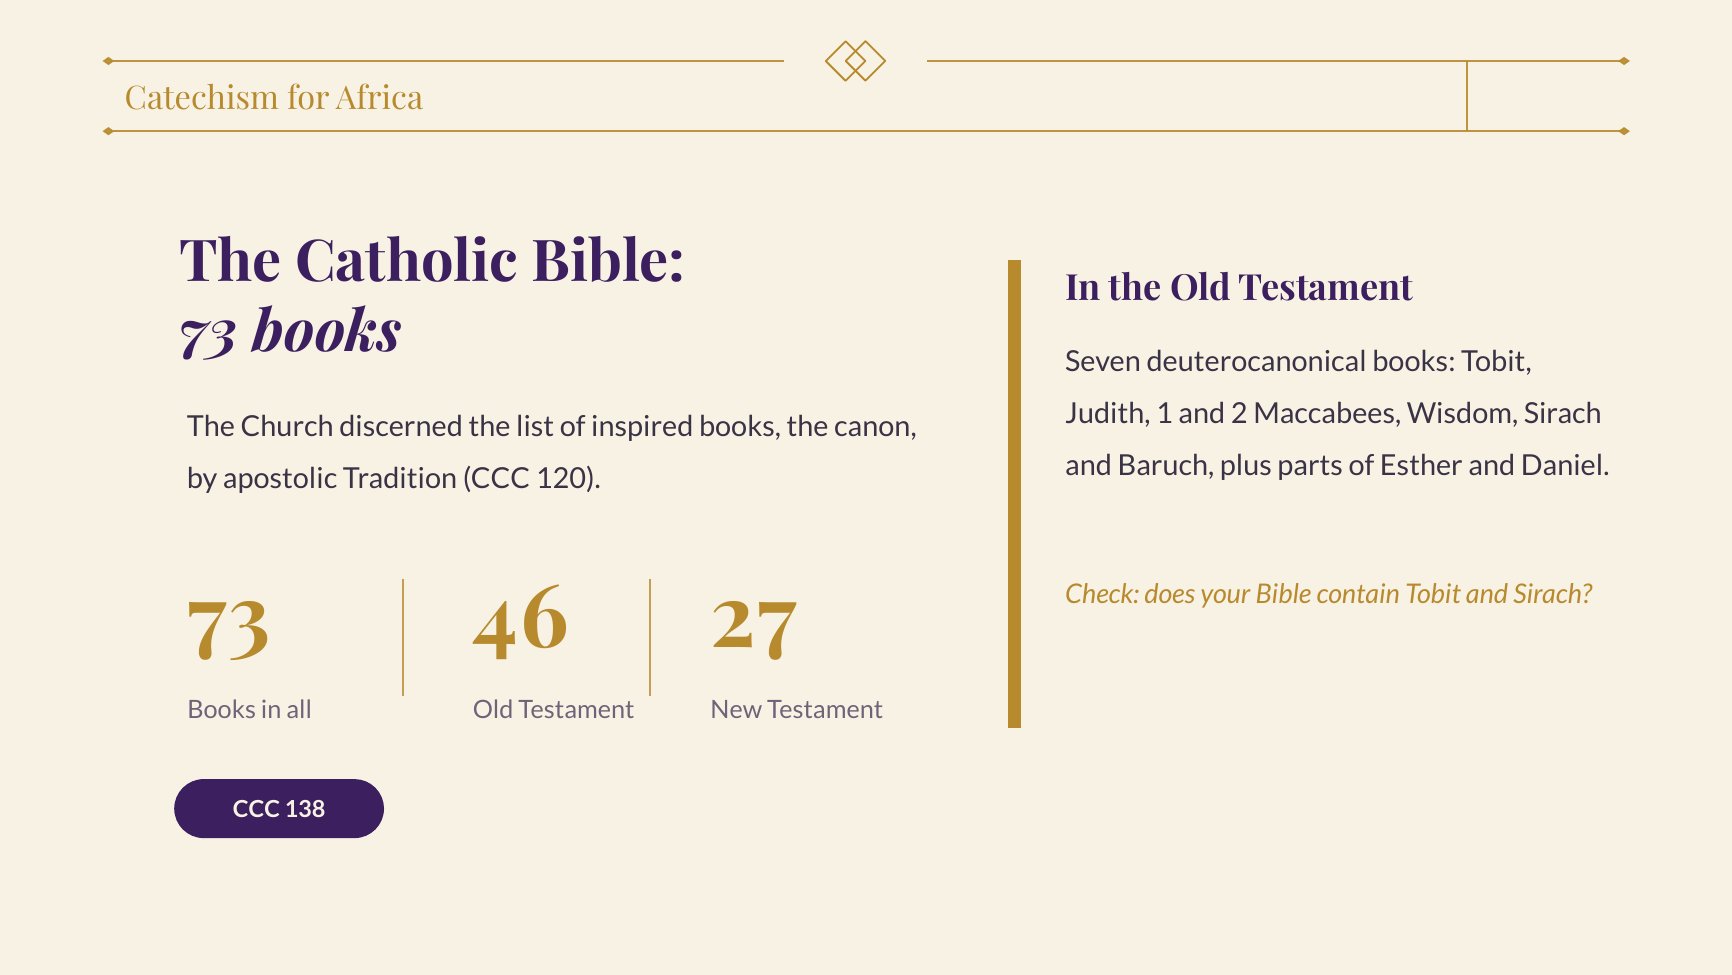 Catechism for Africa
The Catholic Bible:
73 books
The Church discerned the list of inspired books, the canon,
by apostolic Tradition (CCC 120).
73
Books in all
46
Old Testament
27
New Testament
CCC 138
In the Old Testament
Seven deuterocanonical books: Tobit,
Judith, 1 and 2 Maccabees, Wisdom, Sirach
and Baruch, plus parts of Esther and Daniel.
Check: does your Bible contain Tobit and Sirach?